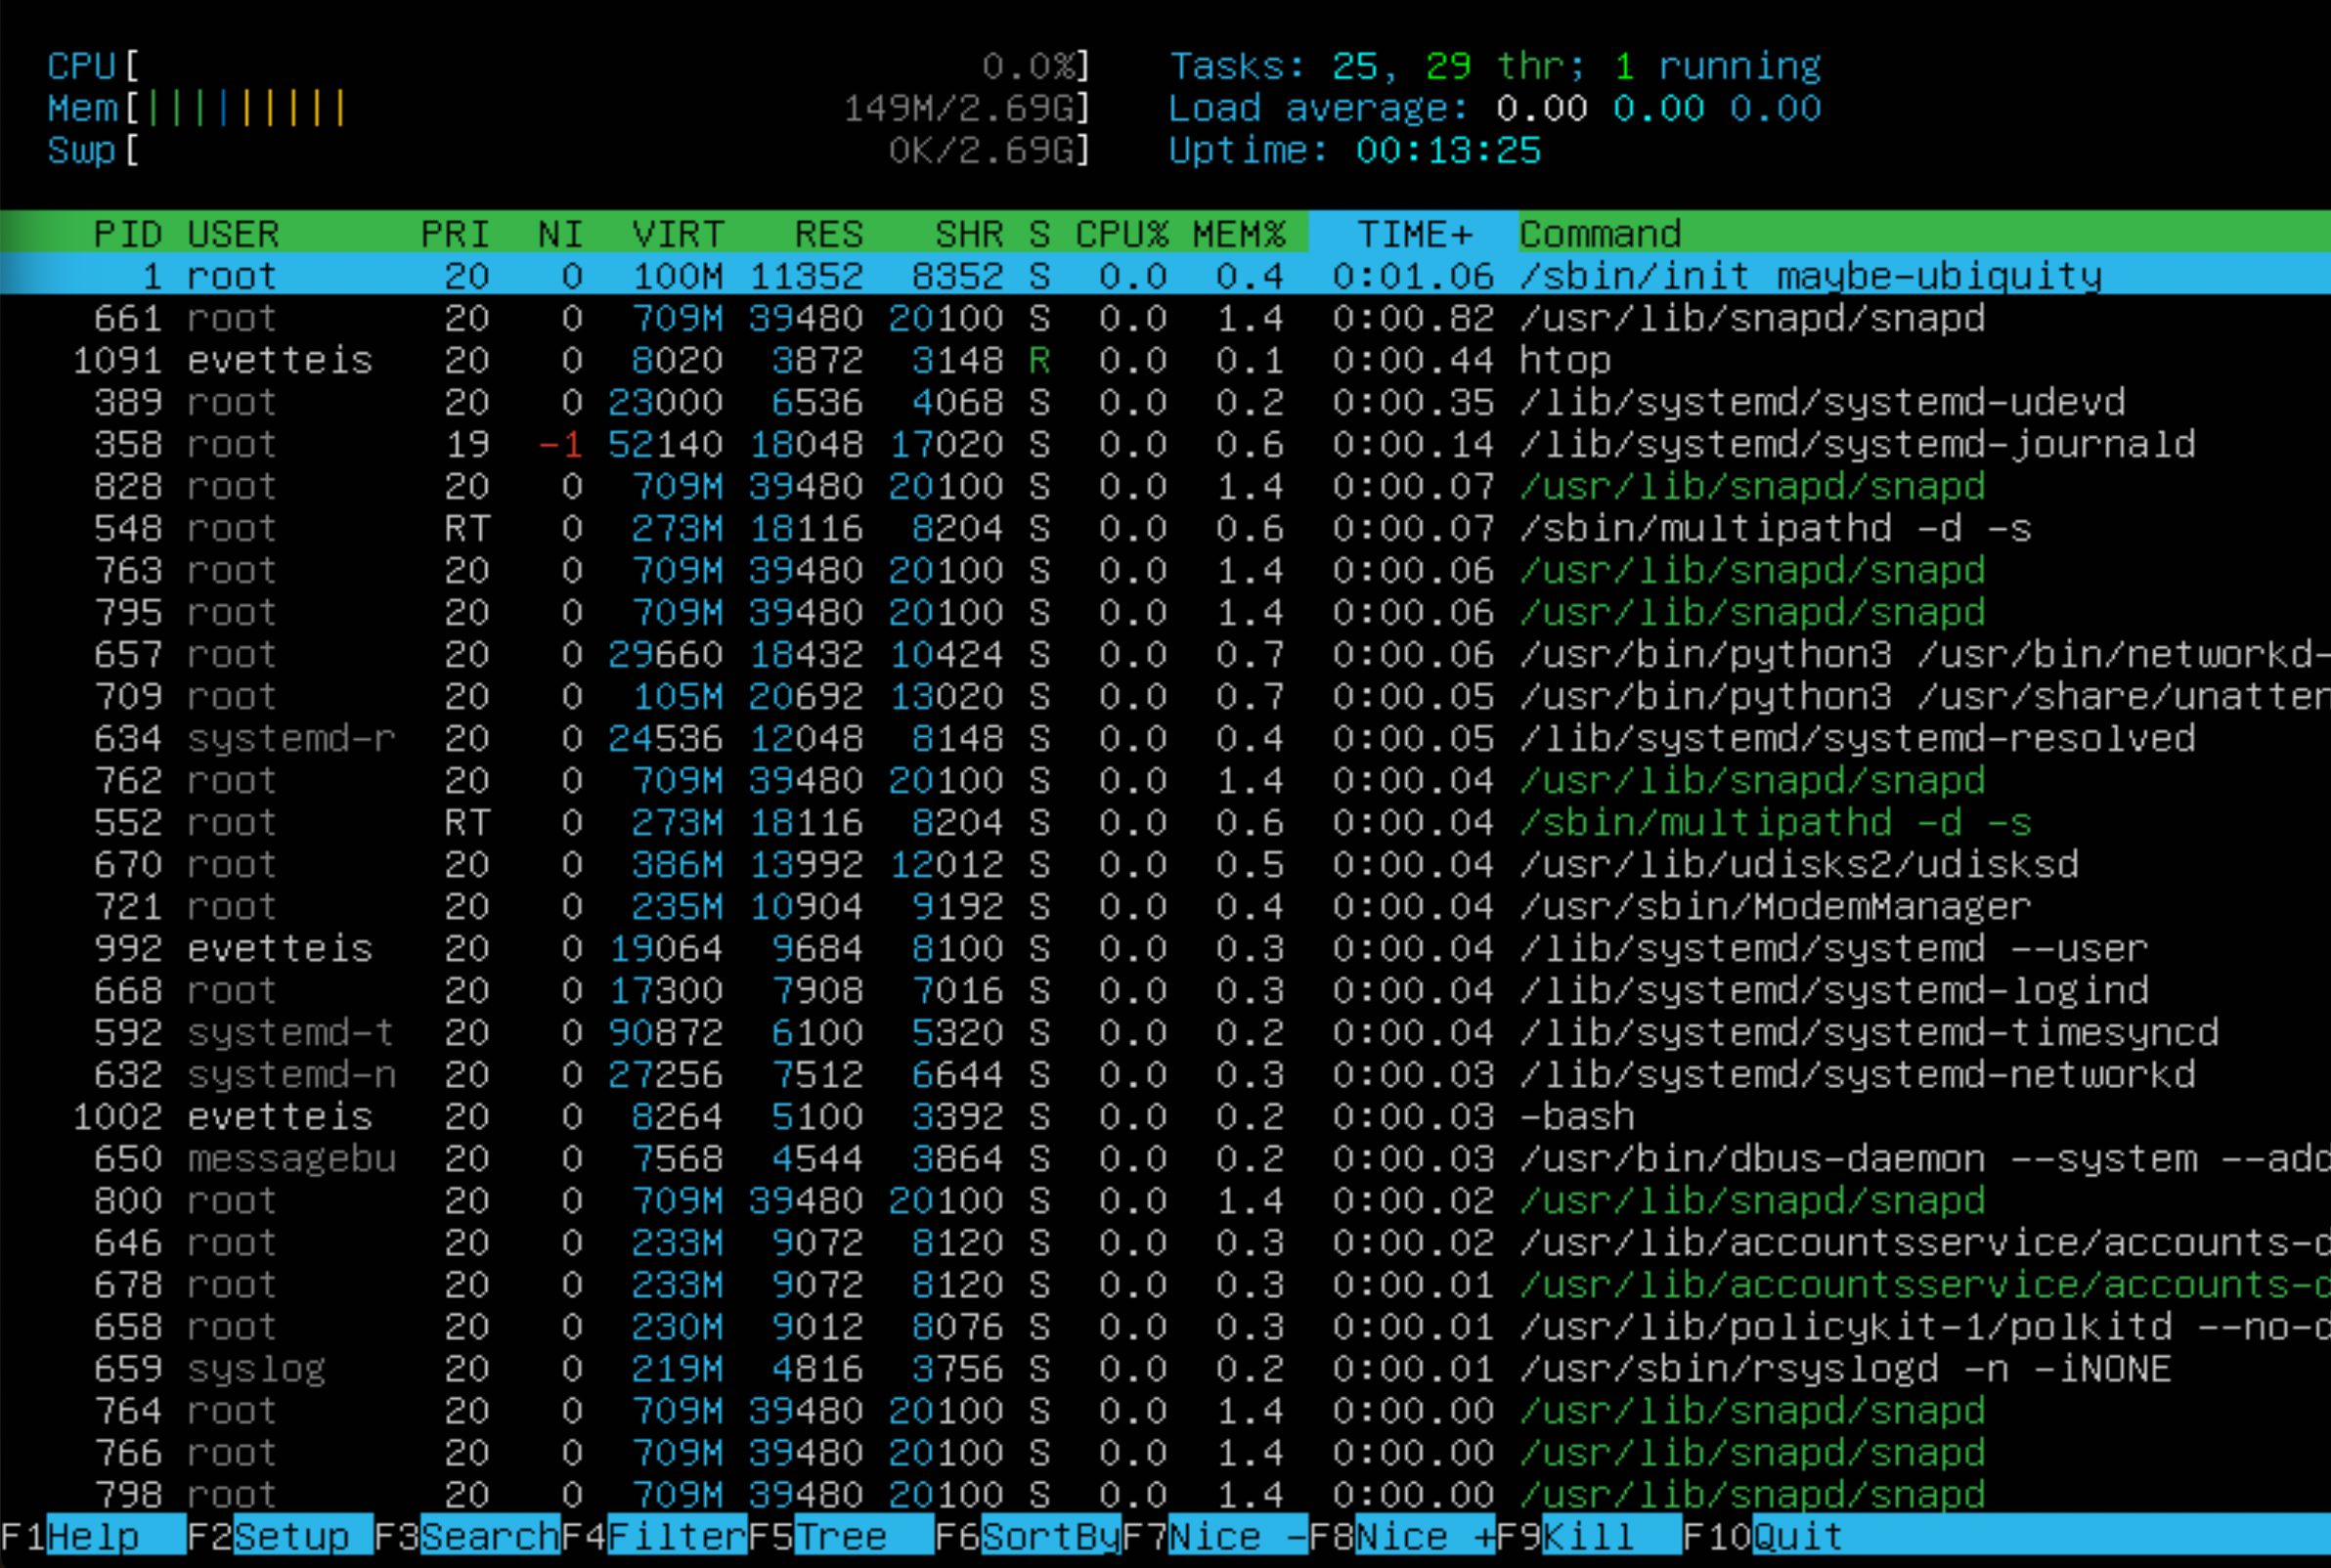 CPU[ 0.0%] Tasks: 25, 29 thr; 1 running
Mem[||||||||| 149M/2.69G] Load average: 0.00 0.00 0.00
Swp[ 0K/2.69G] Uptime: 00:13:25
PID USER PRI NI VIRT RES SHR S CPU% MEM% TIME+ Command
1 root 20 0 100M 11352 8352 S 0.0 0.4 0:01.06 /sbin/init maybe-ubiquity
661 root 20 0 709M 39480 20100 S 0.0 1.4 0:00.82 /usr/lib/snapd/snapd
1091 evetteis 20 0 8020 3872 3148 R 0.0 0.1 0:00.44 htop
389 root 20 0 23000 6536 4068 S 0.0 0.2 0:00.35 /lib/systemd/systemd-udevd
358 root 19 -1 52140 18048 17020 S 0.0 0.6 0:00.14 /lib/systemd/systemd-journald
828 root 20 0 709M 39480 20100 S 0.0 1.4 0:00.07 /usr/lib/snapd/snapd
548 root RT 0 273M 18116 8204 S 0.0 0.6 0:00.07 /sbin/multipathd -d -s
763 root 20 0 709M 39480 20100 S 0.0 1.4 0:00.06 /usr/lib/snapd/snapd
795 root 20 0 709M 39480 20100 S 0.0 1.4 0:00.06 /usr/lib/snapd/snapd
657 root 20 0 29660 18432 10424 S 0.0 0.7 0:00.06 /usr/bin/python3 /usr/bin/networkd-
709 root 20 0 105M 20692 13020 S 0.0 0.7 0:00.05 /usr/bin/python3 /usr/share/unatten
634 systemd-r 20 0 24536 12048 8148 S 0.0 0.4 0:00.05 /lib/systemd/systemd-resolved
762 root 20 0 709M 39480 20100 S 0.0 1.4 0:00.04 /usr/lib/snapd/snapd
552 root RT 0 273M 18116 8204 S 0.0 0.6 0:00.04 /sbin/multipathd -d -s
670 root 20 0 386M 13992 12012 S 0.0 0.5 0:00.04 /usr/lib/udisks2/udisksd
721 root 20 0 235M 10904 9192 S 0.0 0.4 0:00.04 /usr/sbin/ModemManager
992 evetteis 20 0 19064 9684 8100 S 0.0 0.3 0:00.04 /lib/systemd/systemd --user
668 root 20 0 17300 7908 7016 S 0.0 0.3 0:00.04 /lib/systemd/systemd-logind
592 systemd-t 20 0 90872 6100 5320 S 0.0 0.2 0:00.04 /lib/systemd/systemd-timesyncd
632 systemd-n 20 0 27256 7512 6644 S 0.0 0.3 0:00.03 /lib/systemd/systemd-networkd
1002 evetteis 20 0 8264 5100 3392 S 0.0 0.2 0:00.03 -bash
650 messagebu 20 0 7568 4544 3864 S 0.0 0.2 0:00.03 /usr/bin/dbus-daemon --system --add
800 root 20 0 709M 39480 20100 S 0.0 1.4 0:00.02 /usr/lib/snapd/snapd
646 root 20 0 233M 9072 8120 S 0.0 0.3 0:00.02 /usr/lib/accountsservice/accounts-d
678 root 20 0 233M 9072 8120 S 0.0 0.3 0:00.01 /usr/lib/accountsservice/accounts-d
658 root 20 0 230M 9012 8076 S 0.0 0.3 0:00.01 /usr/lib/policykit-1/polkitd --no-d
659 syslog 20 0 219M 4816 3756 S 0.0 0.2 0:00.01 /usr/sbin/rsyslogd -n -iNONE
764 root 20 0 709M 39480 20100 S 0.0 1.4 0:00.00 /usr/lib/snapd/snapd
766 root 20 0 709M 39480 20100 S 0.0 1.4 0:00.00 /usr/lib/snapd/snapd
798 root 20 0 709M 39480 20100 S 0.0 1.4 0:00.00 /usr/lib/snapd/snapd
F1Help F2Setup F3SearchF4FilterF5Tree F6SortByF7Nice -F8Nice +F9Kill F10Quit